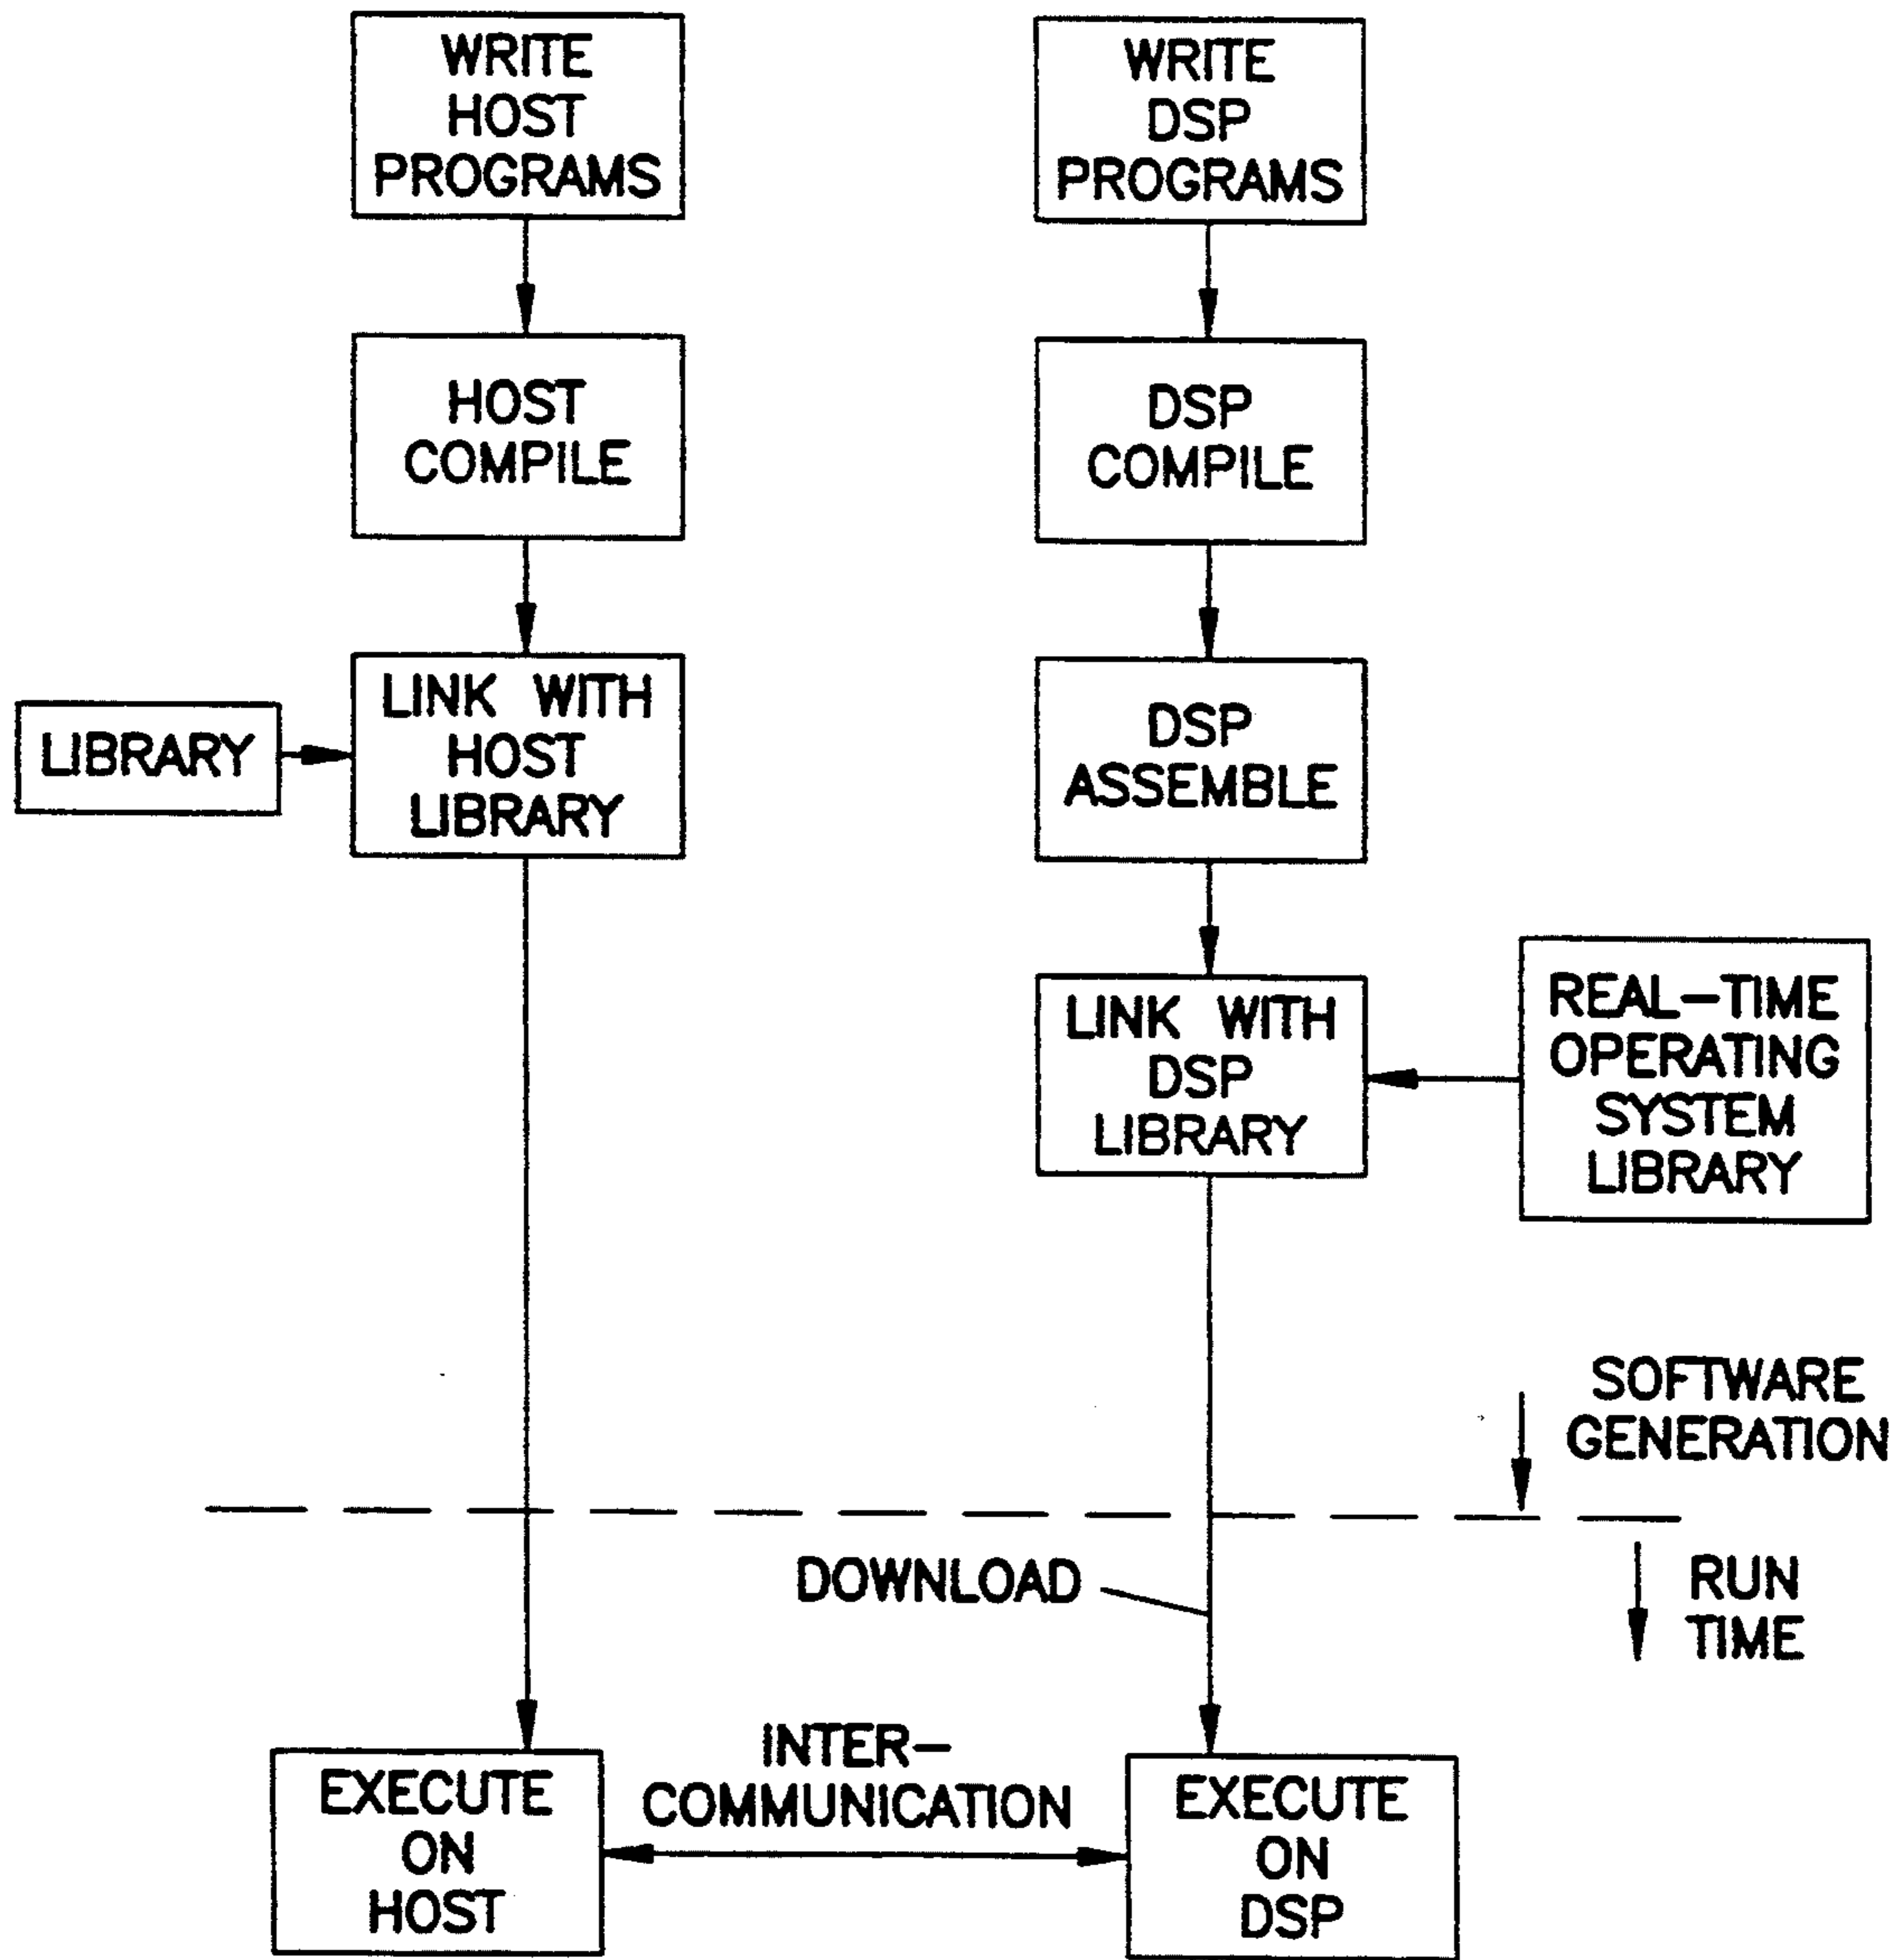 WRITE
HOST
PROGRAMS
WRITE
DSP
PROGRAMS
HOST
COMPILE
DSP
COMPILE
LIBRARY
LINK WITH
HOST
LIBRARY
DSP
ASSEMBLE
LINK WITH
DSP
LIBRARY
REAL-TIME
OPERATING
SYSTEM
LIBRARY
SOFTWARE
GENERATION
DOWNLOAD
RUN
TIME
EXECUTE
ON
HOST
INTER-
COMMUNICATION
EXECUTE
ON
DSP